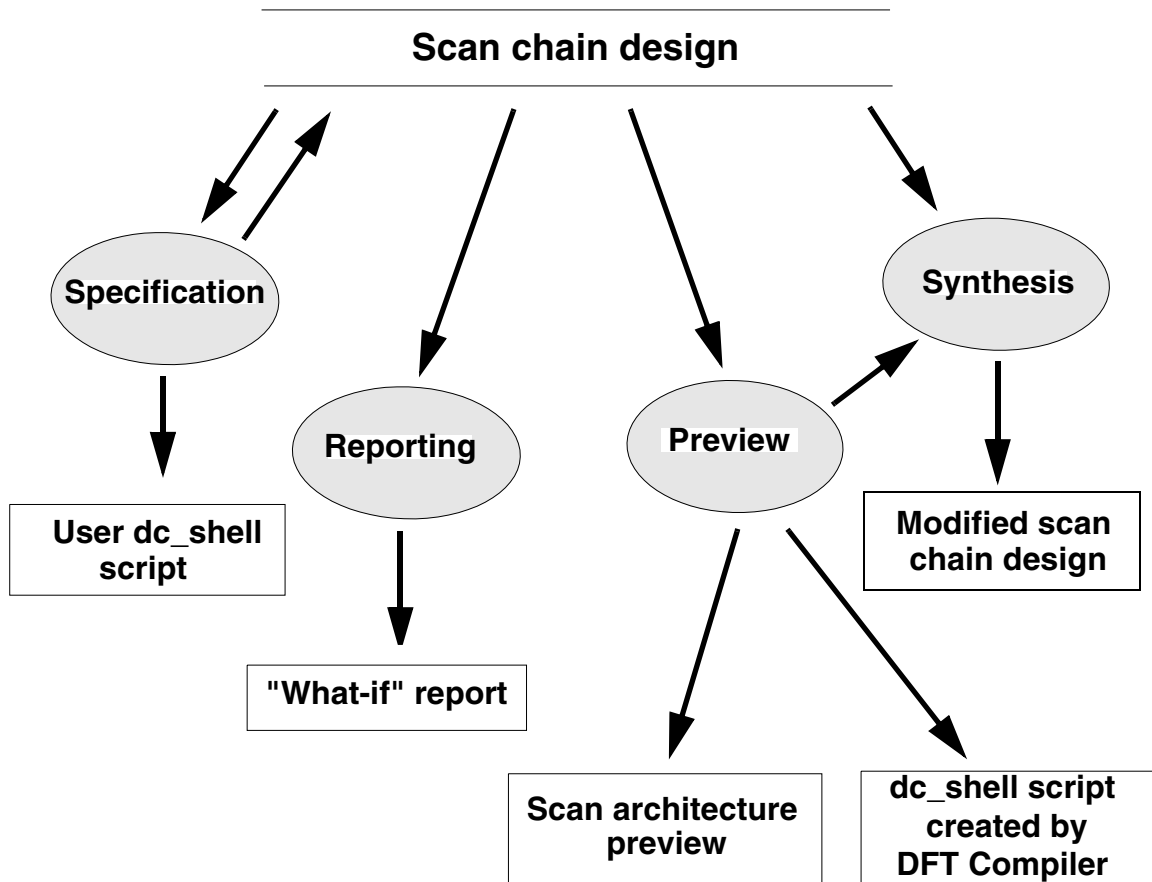 Scan chain design
Specification
Synthesis
Reporting
Preview
User dc_shell
script
Modified scan
chain design
"What-if" report
Scan architecture
preview
dc_shell script
created by
DFT Compiler